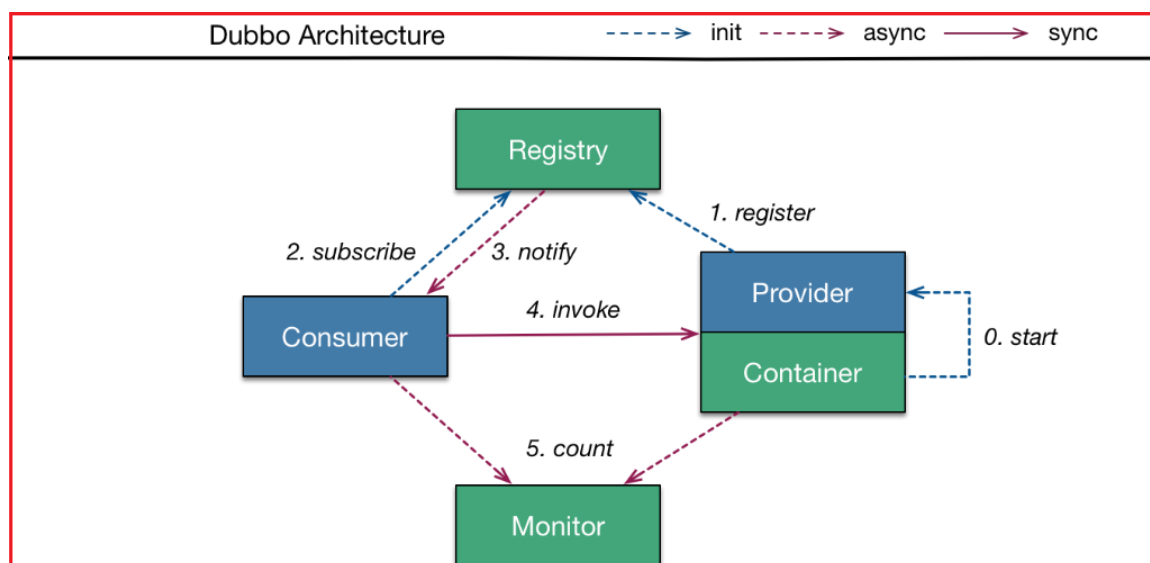 Dubbo Architecture init async sync
Registry
1. register
2. subscribe 3. notify
Provider
4. invoke
Consumer
0. start
Container
5. count
Monitor